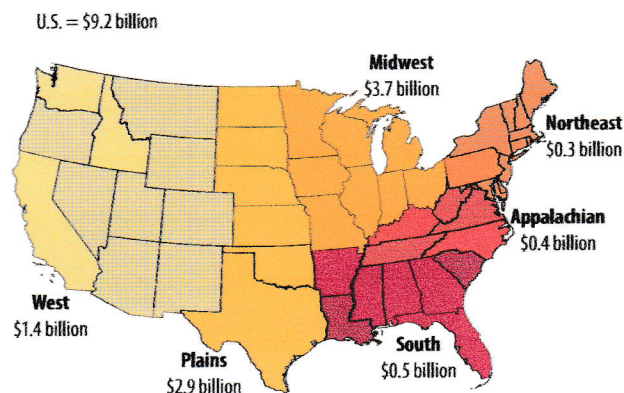 U.S. = $9.2 billion
Midwest
$3.7 billion
Northeast
$0.3 billion
Appalachian
$0.4 billion
West
$1.4 billion
South
$0.5 billion
Plains
$2.9 billion